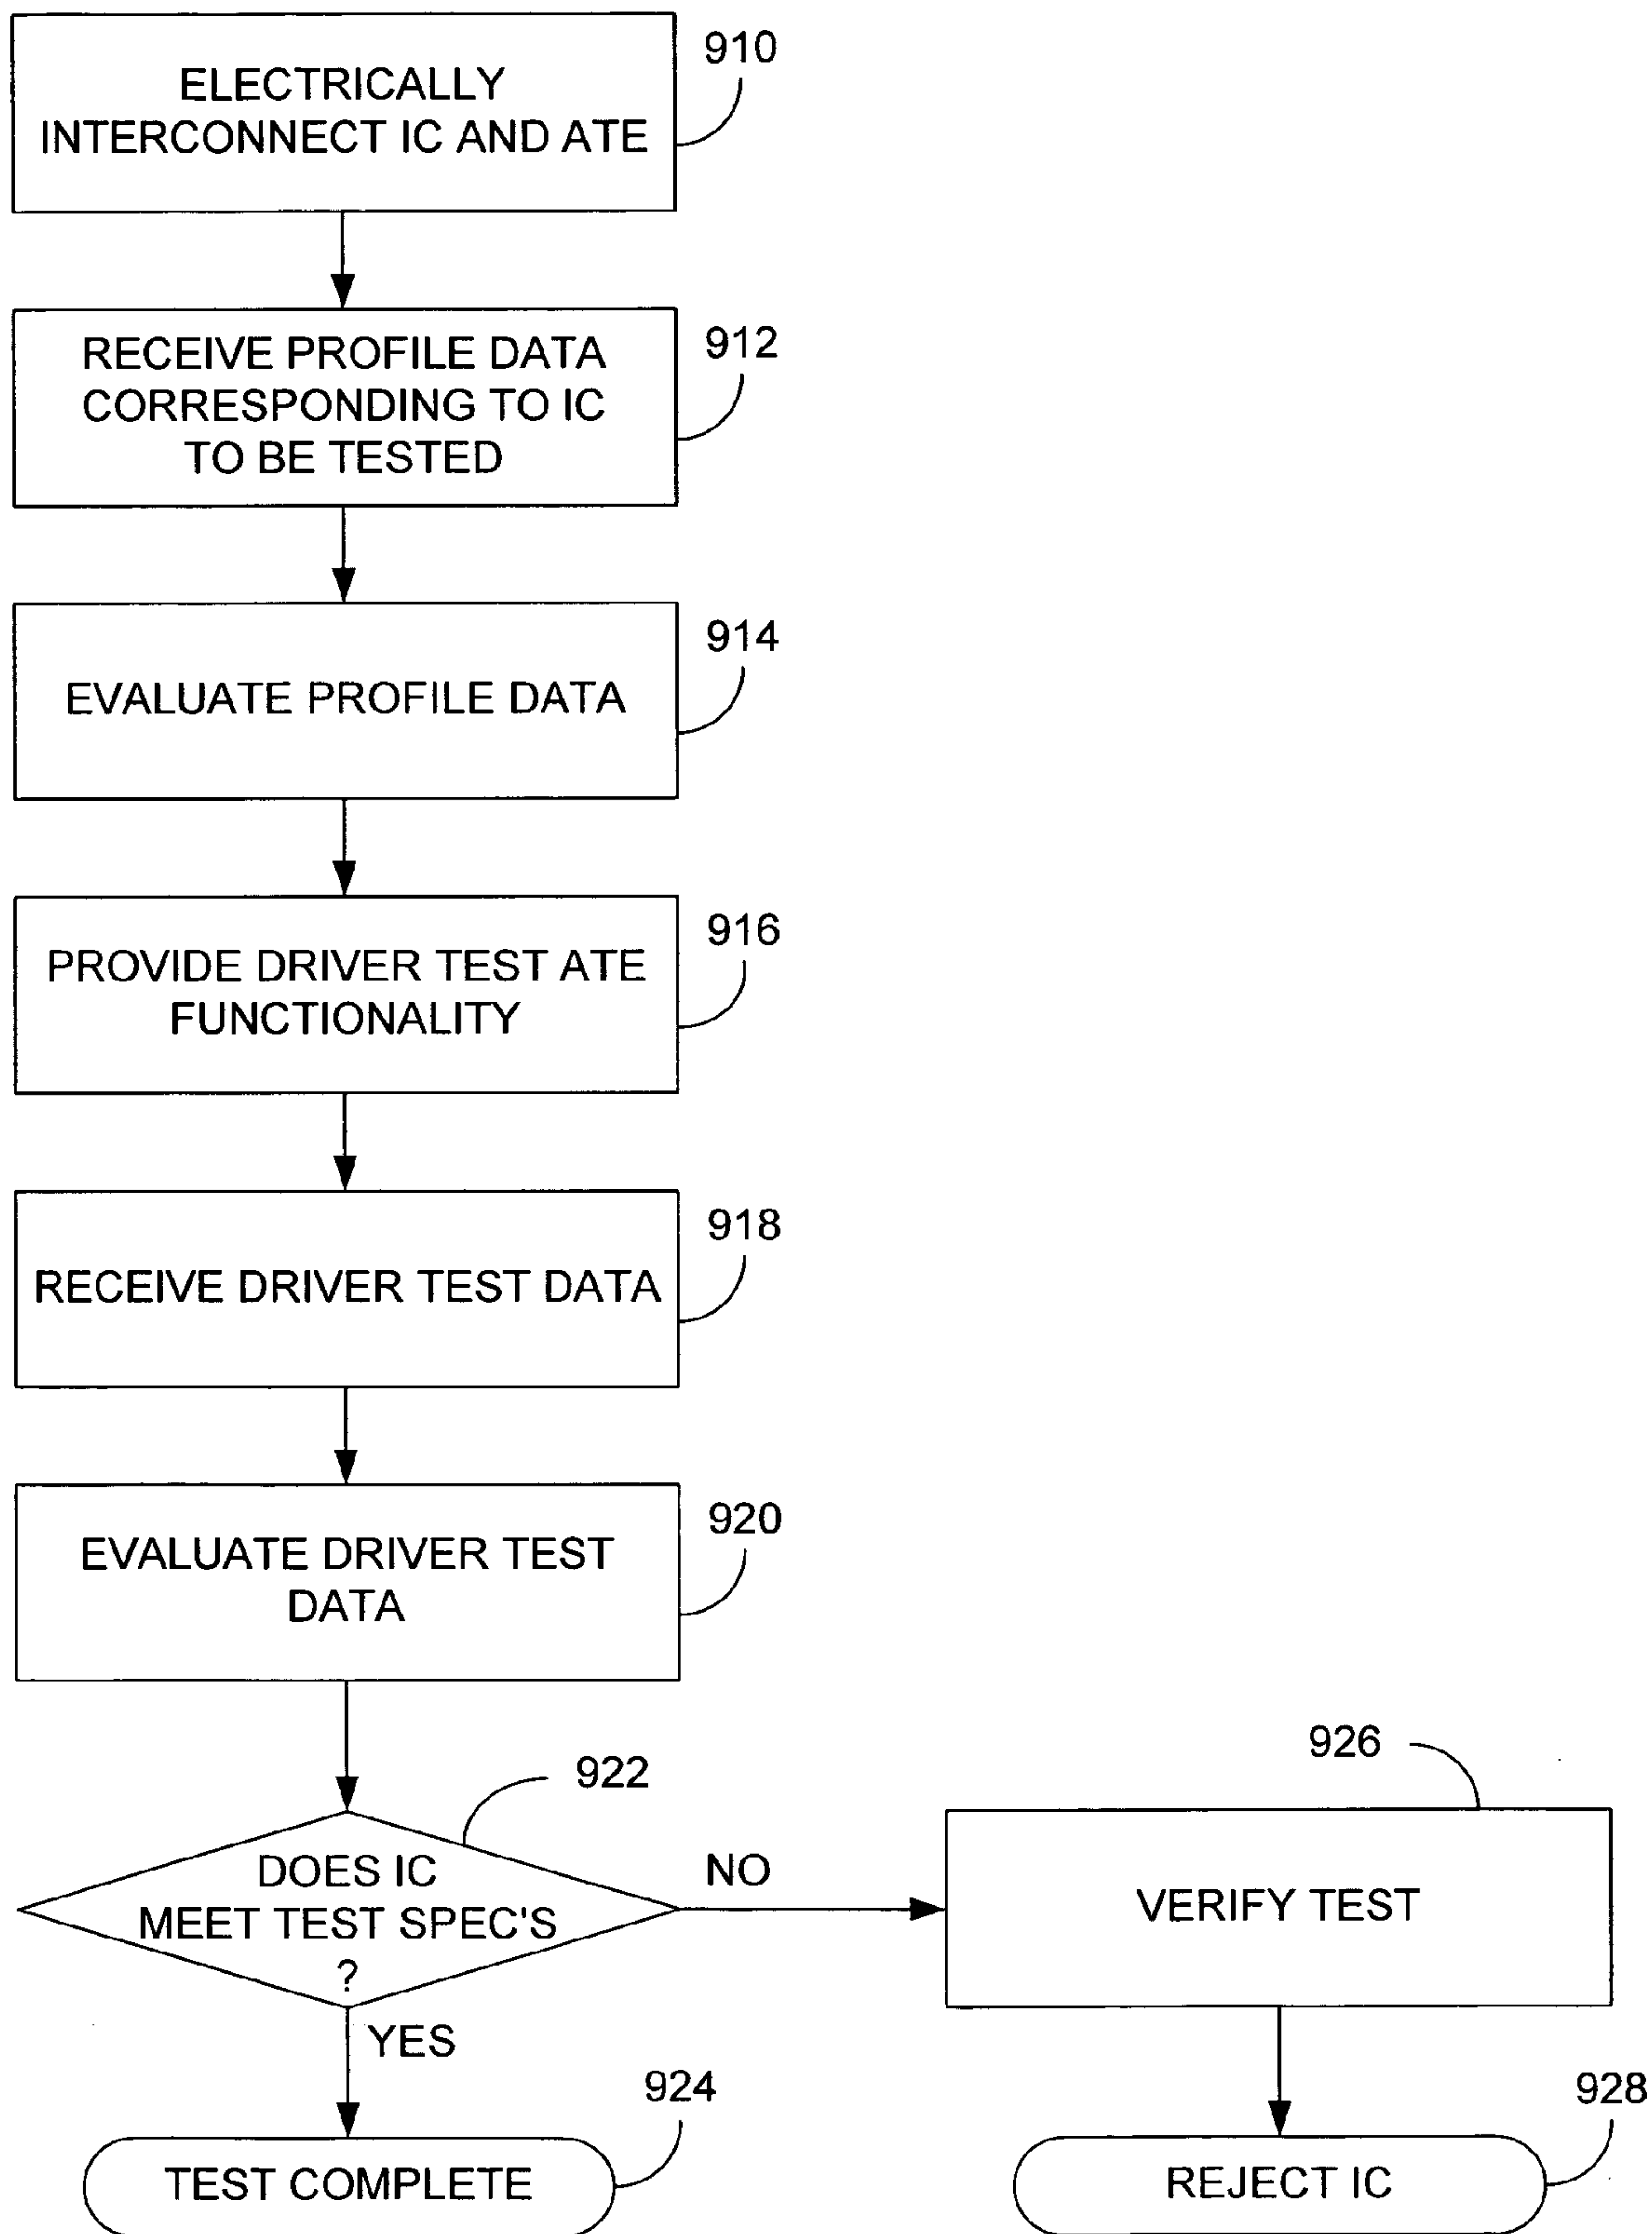 ELECTRICALLY
INTERCONNECT IC AND ATE
910
RECEIVE PROFILE DATA
CORRESPONDING TO IC
TO BE TESTED
912
EVALUATE PROFILE DATA
914
PROVIDE DRIVER TEST ATE
FUNCTIONALITY
916
RECEIVE DRIVER TEST DATA
918
EVALUATE DRIVER TEST
DATA
920
DOES IC
MEET TEST SPEC'S
?
922
NO
VERIFY TEST
926
YES
TEST COMPLETE
924
REJECT IC
928